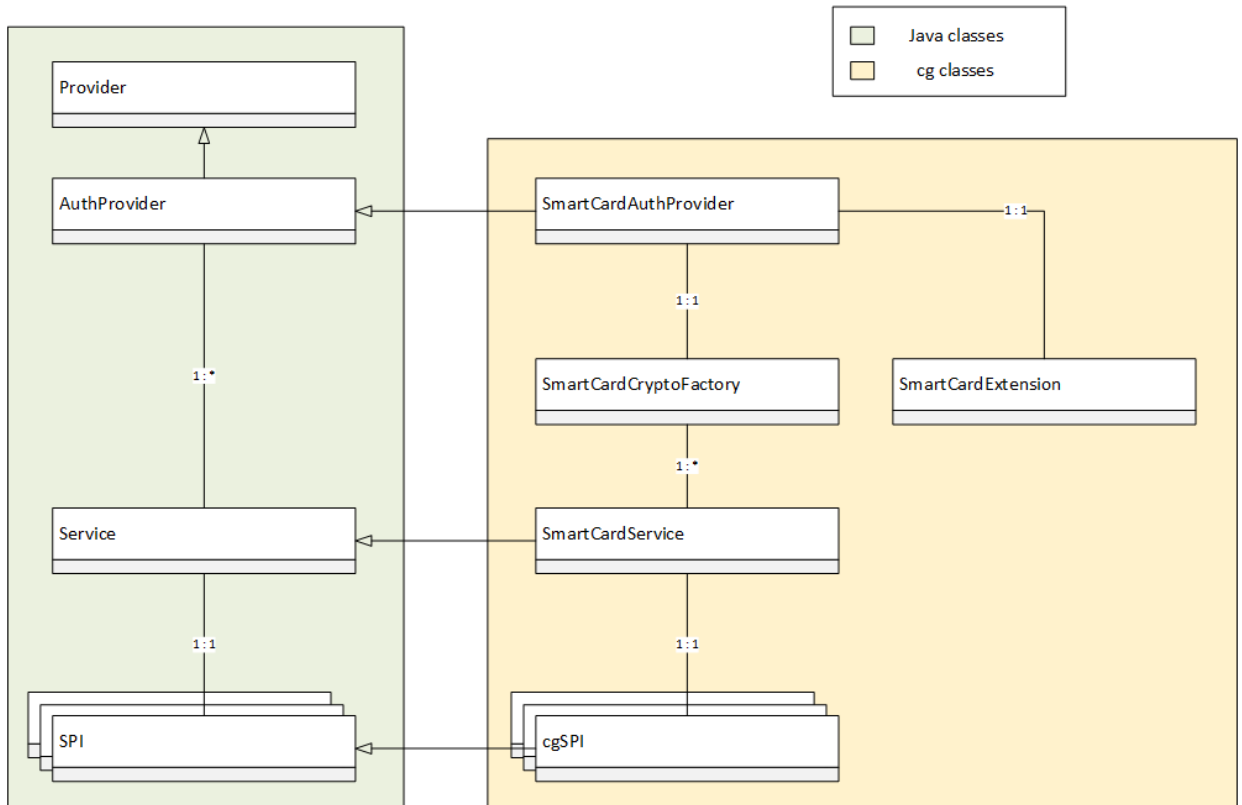 Java classes
cg classes
Provider
AuthProvider
SmartCardAuthProvider
1:1
1:1
1:*
SmartCardCryptoFactory
SmartCardExtension
1:*
Service
SmartCardService
1:1
1:1
SPI
cgSPI